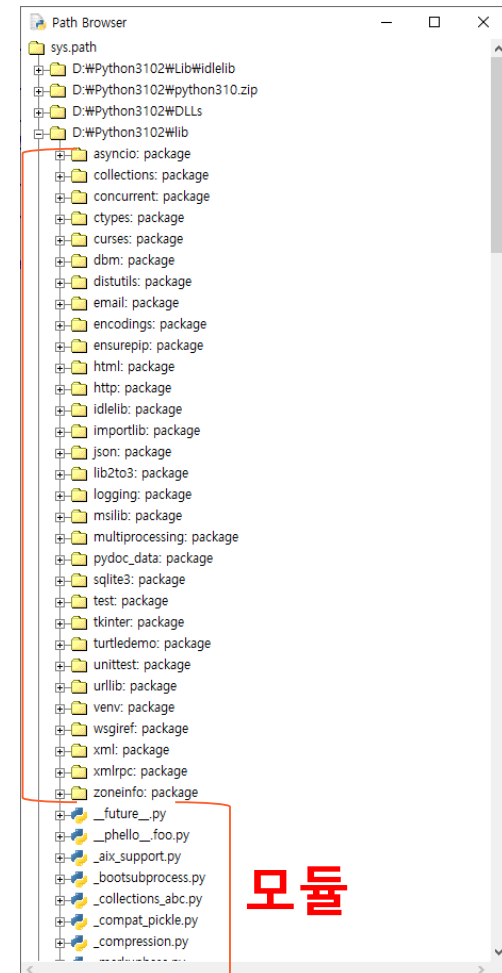 Path Browser
sys.path
D:₩Python3102₩Lib₩idlelib
D:₩Python3102₩python310.zip
D:₩Python3102₩DLLs
D:₩Python3102₩lib
asyncio: package
collections: package
concurrent: package
ctypes: package
curses: package
dbm: package
distutils: package
email: package
encodings: package
ensurepip: package
html: package
http: package
idlelib: package
importlib: package
json: package
lib2to3: package
logging: package
msilib: package
multiprocessing: package
pydoc_data: package
sqlite3: package
test: package
tkinter: package
turtledemo: package
unittest: package
urllib: package
venv: package
wsgiref: package
xml: package
xmlrpc: package
zoneinfo: package
__future__.py
__phello__.foo.py
_aix_support.py
_bootsubprocess.py
모듈
_collections_abc.py
_compat_pickle.py
_compression.py